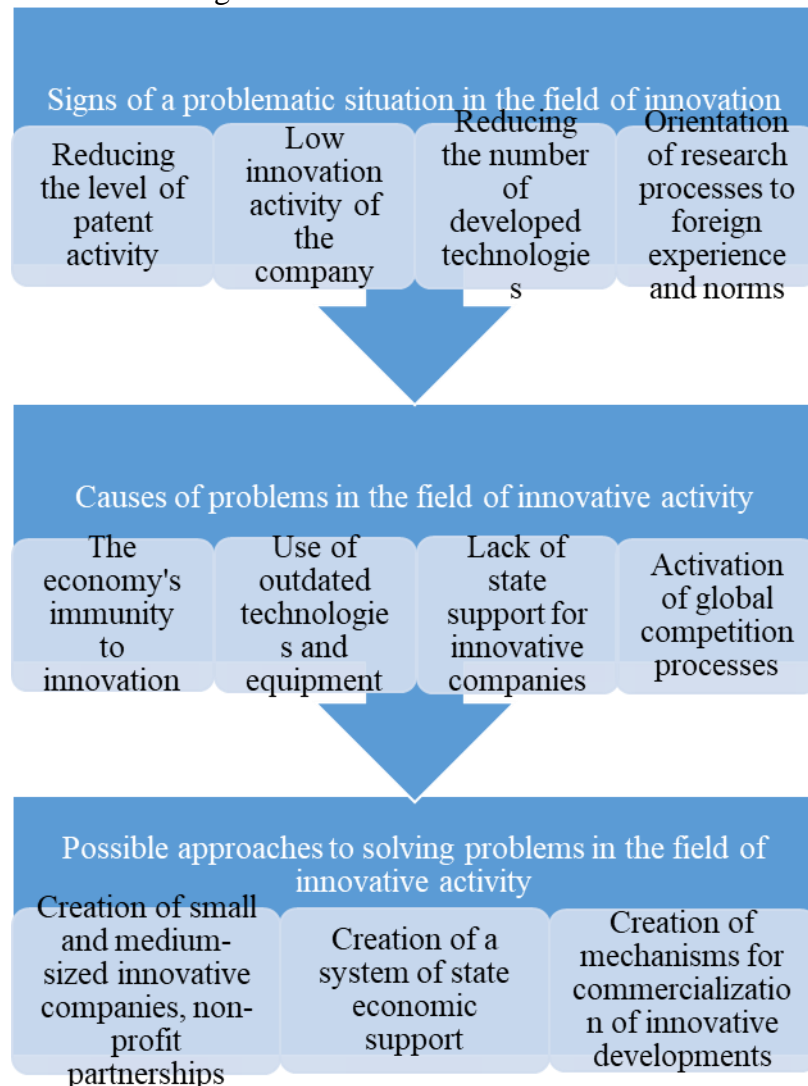 Signs of a problematic situation in the field of innovation
Reducing
the level of
patent
activity
Low
innovation
activity of
the
company
Reducing
the number
of
developed
technologie
s
Orientation
of research
processes to
foreign
experience
and norms
Causes of problems in the field of innovative activity
The
economy's
immunity
to
innovation
Use of
outdated
technologie
s and
equipment
Lack of
state
support for
innovative
companies
Activation
of global
competition
processes
Possible approaches to solving problems in the field of
innovative activity
Creation of small
and medium-
sized innovative
companies, non-
profit
partnerships
Creation of a
system of state
economic
support
Creation of
mechanisms for
commercializatio
n of innovative
developments